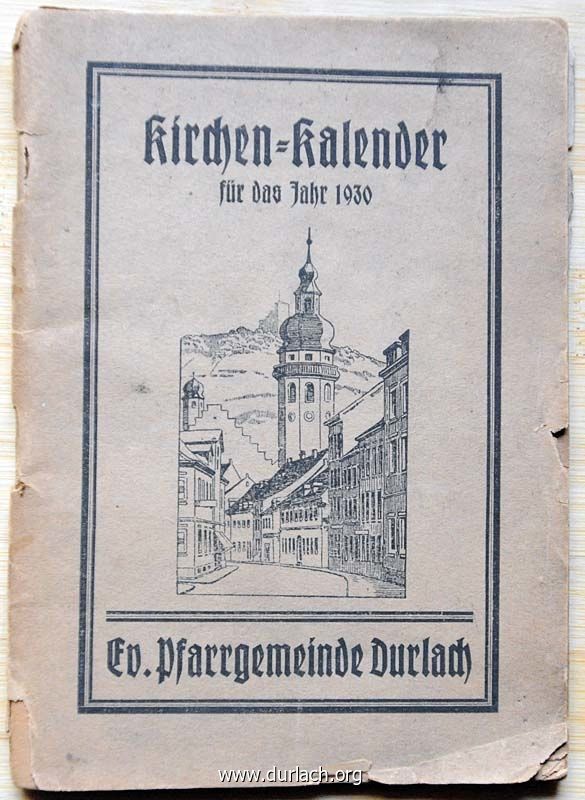 Kirchen-Kalender
für das Jahr 1930
Ev. Pfarrgemeinde Durlach
www.durlach.org